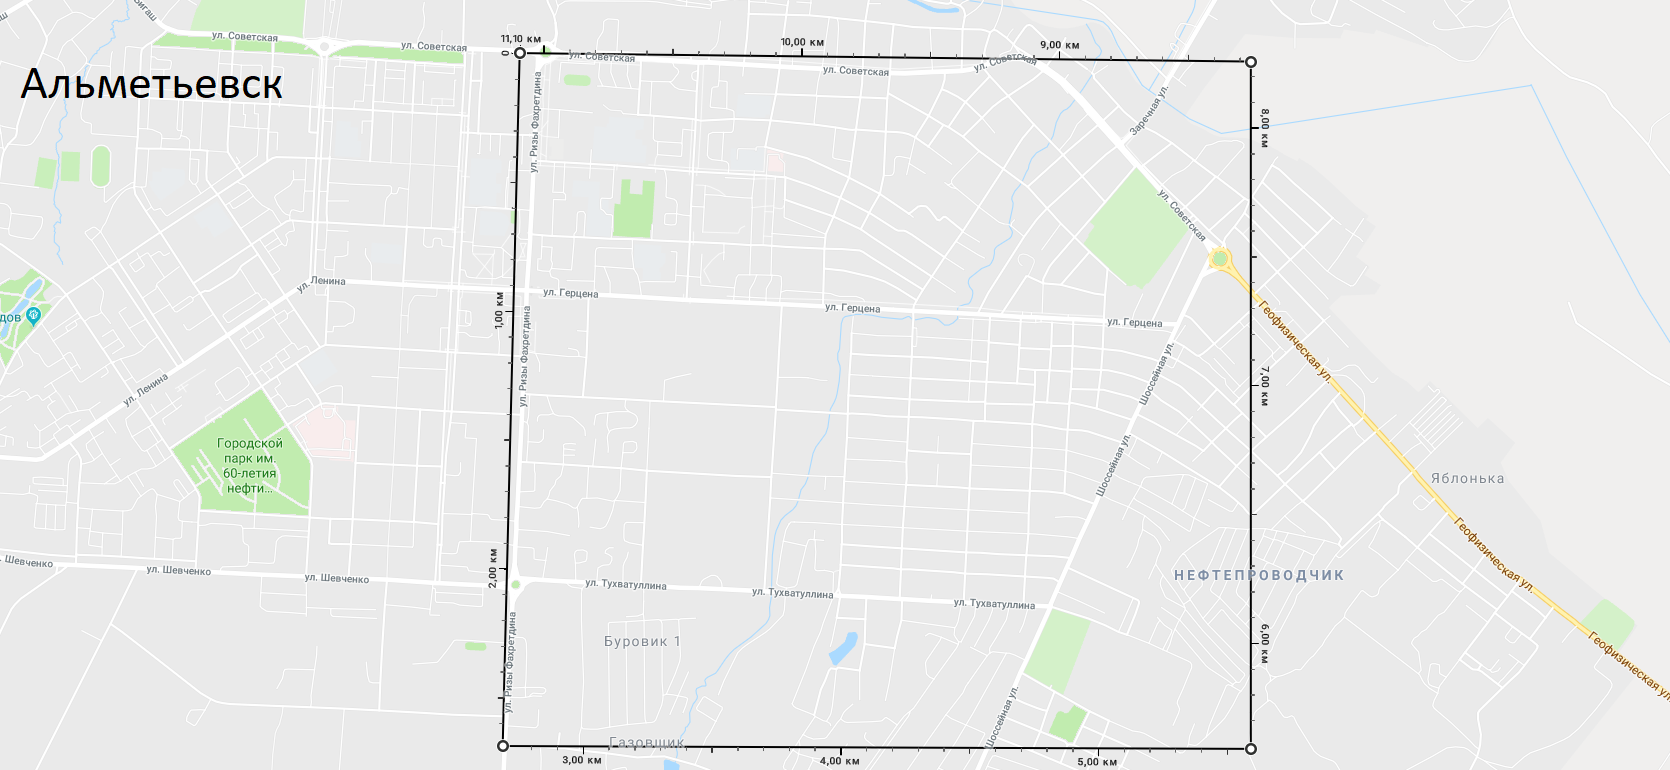 ул. Советская
ул. Советская
11,10 км
0
ул. Советская
10,00 км
ул. Советская
9,00 км
ул. Советская
Альметьевск
ул. Ризы Фахретдина
Заречная ул.
8,00 км
ул. Советская
ул. Ленина
ул. Герцена
ул. Герцена
ул. Герцена
дов
1,00 км
ул. Ризы Фахретдина
Геофизическая ул.
Шоссейная ул.
7,00 км
ул. Ленина
Городской
парк им.
60-летия
нефти...
Шоссейная ул.
Яблонька
Геофизическая ул.
. Шевченко
ул. Шевченко
ул. Шевченко
2,00 км
ул. Тухватуллина
ул. Тухватуллина
ул. Тухватуллина
НЕФТЕПРОВОДЧИК
ул. Ризы Фахретдина
Буровик 1
6,00 км
Геофизическая ул.
Шоссейная ул.
Газовщик
3,00 км
4,00 км
5,00 км